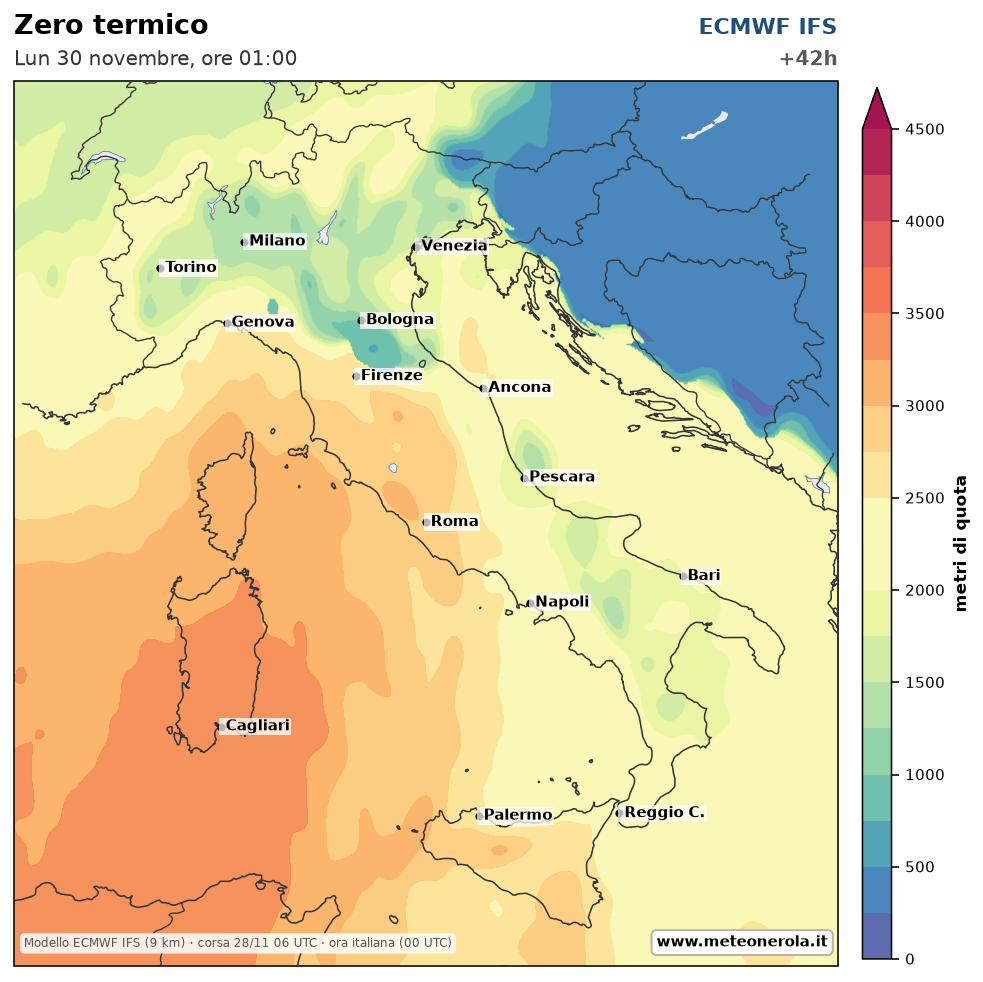 Zero termico
ECMWF IFS
Lun 30 novembre, ore 01:00
+42h
Milano
Venezia
Torino
Genova
Bologna
Firenze
Ancona
Pescara
Roma
Bari
Napoli
Cagliari
Palermo
Reggio C.
4500
4000
3500
3000
2500
2000
1500
1000
500
0
metri di quota
Modello ECMWF IFS (9 km) · corsa 28/11 06 UTC · ora italiana (00 UTC)
www.meteonerola.it